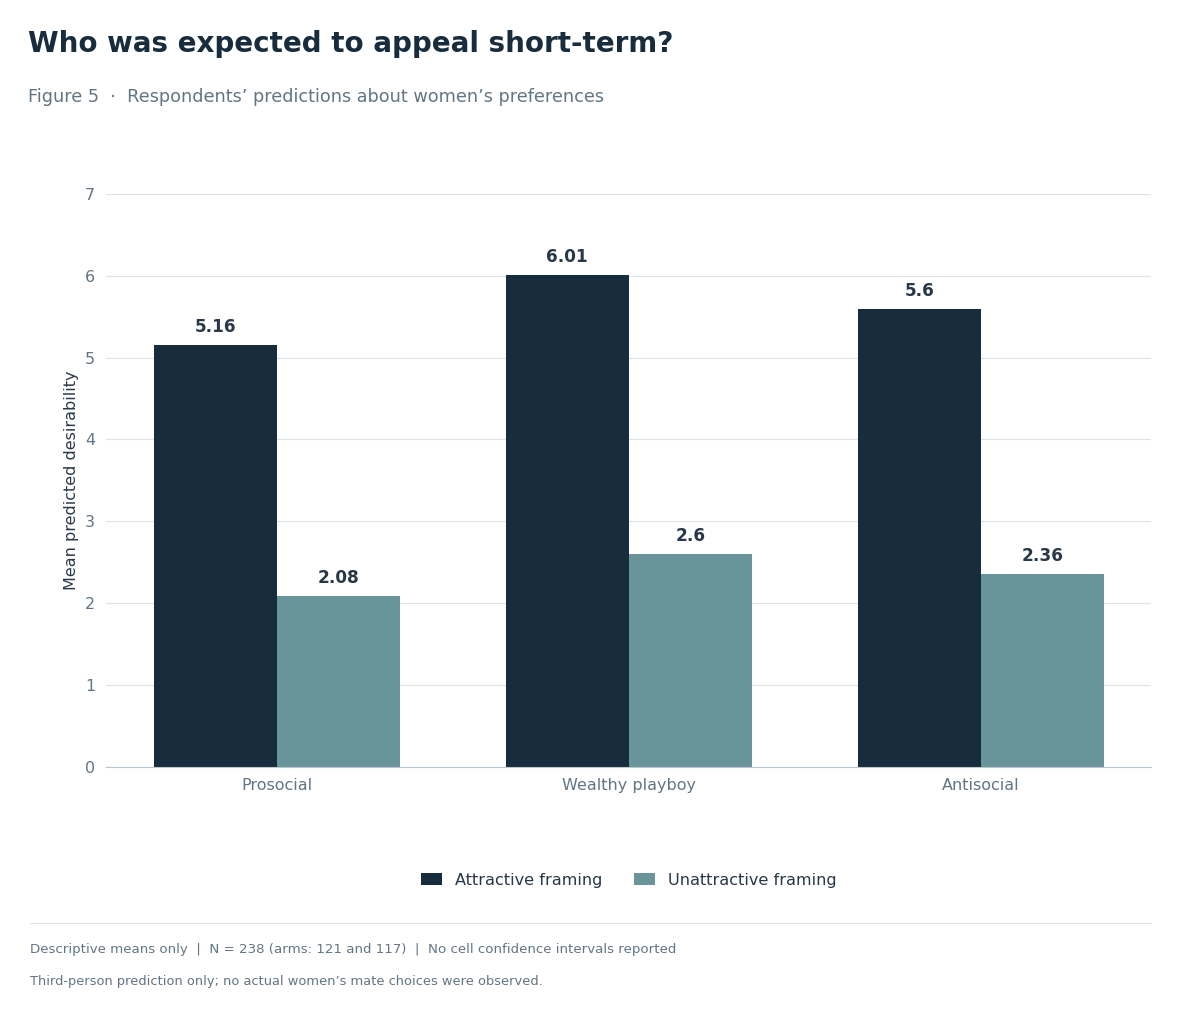 Who was expected to appeal short-term?
Figure 5 · Respondents’ predictions about women’s preferences
Mean predicted desirability
7
6
5
4
3
2
1
0
5.16
2.08
6.01
2.6
5.6
2.36
Prosocial
Wealthy playboy
Antisocial
Attractive framing
Unattractive framing
Descriptive means only | N = 238 (arms: 121 and 117) | No cell confidence intervals reported
Third-person prediction only; no actual women’s mate choices were observed.